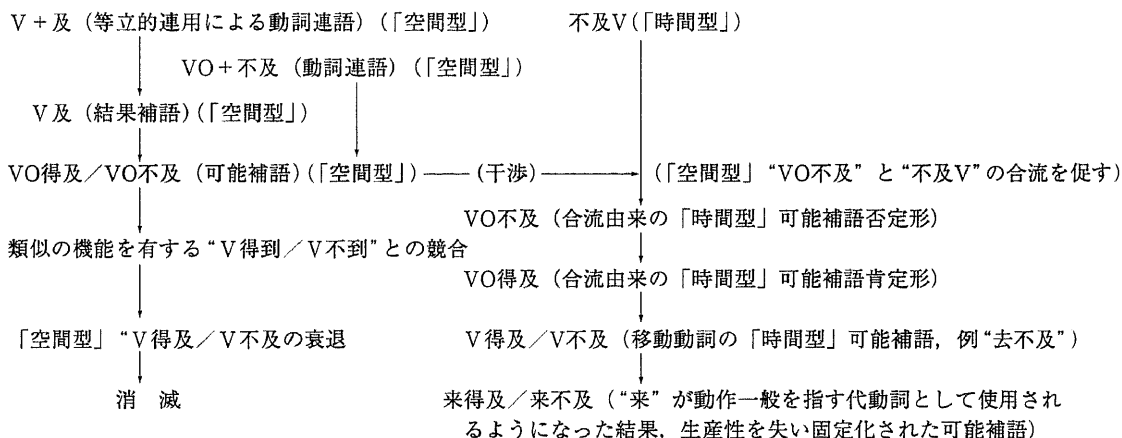 V+及(等立的連用による動詞連語)(「空間型」) 不及V(「時間型」)
VO+不及(動詞連語)(「空間型」)
V及(結果補語)(「空間型」)
VO得及/VO不及(可能補語)(「空間型」) (干渉) (「空間型」“VO不及”と“不及V”の合流を促す)
VO不及(合流由来の「時間型」可能補語否定形)
類似の機能を有する“V得到/V不到”との競合
VO得及(合流由来の「時間型」可能補語肯定形)
「空間型」“V得及/V不及の衰退 V得及/V不及(移動動詞の「時間型」可能補語,例“去不及”)
消 滅 来得及/来不及(“来”が動作一般を指す代動詞として使用され
るようになった結果,生産性を失い固定化された可能補語)